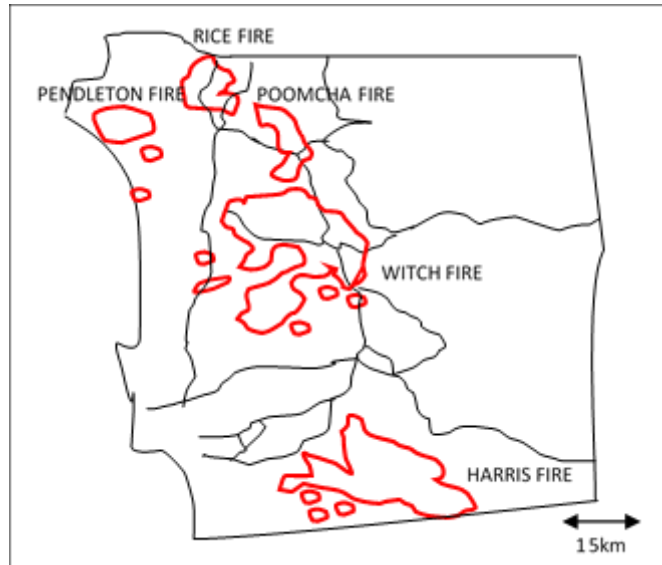 RICE FIRE
PENDLETON FIRE
POOMCHA FIRE
WITCH FIRE
HARRIS FIRE
15km